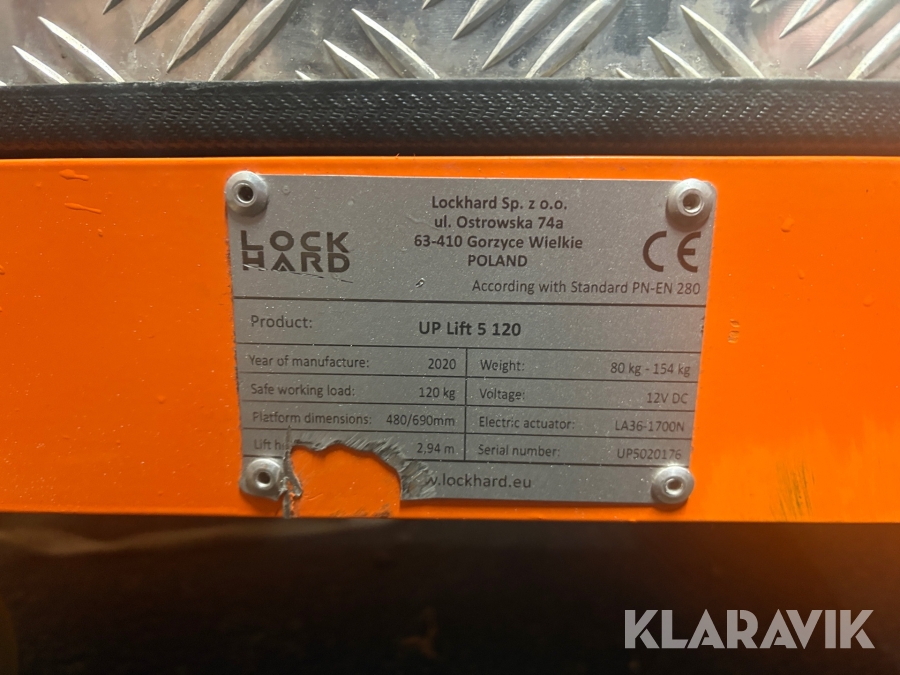 LOCK
HARD
Lockhard Sp. z o.o.
ul. Ostrowska 74a
63-410 Gorzyce Wielkie
POLAND
CE
According with Standard PN-EN 280
Product: UP Lift 5 120
Year of manufacture: 2020 Weight: 80 kg - 154 kg
Safe working load: 120 kg Voltage: 12V DC
Platform dimensions: 480/690mm Electric actuator: LA36-1700N
Lift 2,94 m Serial number: UP5020176
.lockhard.eu
KLARAVIK